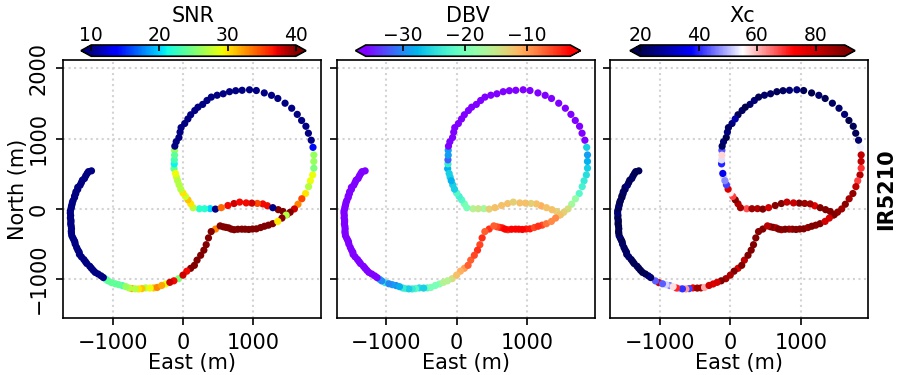 SNR DBV Xc
10 20 30 40 −30 −20 −10 20 40 60 80
2000
1000
0
−1000
North (m)
IR5210
−1000 0 1000 −1000 0 1000 −1000 0 1000
East (m) East (m) East (m)